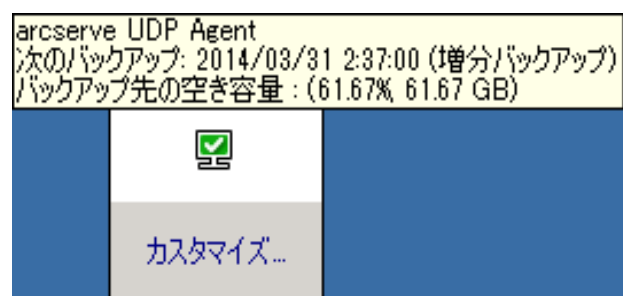 arcserve UDP Agent
次のバックアップ: 2014/03/31 2:37:00 (増分バックアップ)
バックアップ先の空き容量 : (61.67%, 61.67 GB)
カスタマイズ...